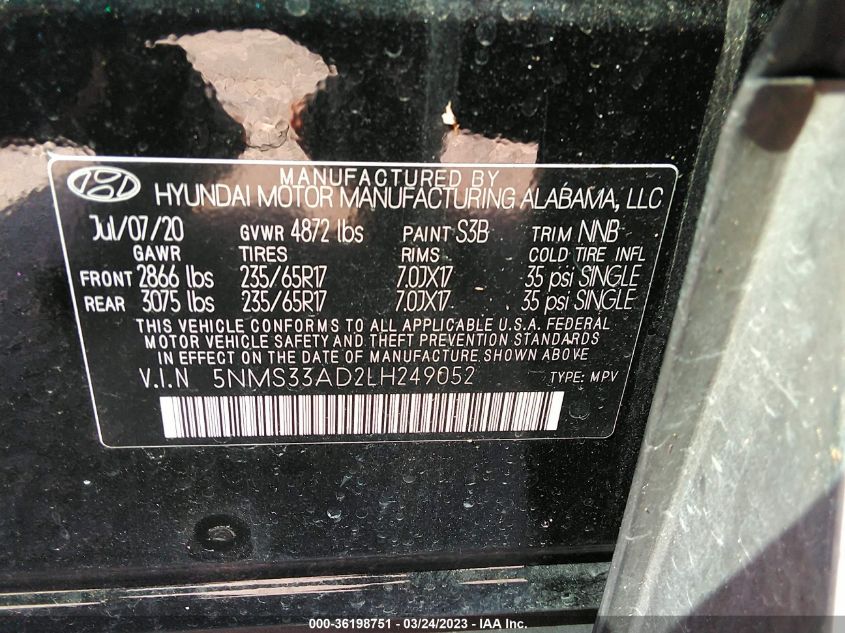 MANUFACTURED BY
HYUNDAI MOTOR MANUFACTURING ALABAMA, LLC
Jul/07/20 GVWR 4872 lbs PAINT S3B TRIM NNB
GAWR TIRES RIMS COLD TIRE INFL
FRONT 2866 lbs 235/65R17 7.0JX17 35 psi SINGLE
REAR 3075 lbs 235/65R17 7.0JX17 35 psi SINGLE
THIS VEHICLE CONFORMS TO ALL APPLICABLE U.S.A. FEDERAL
MOTOR VEHICLE SAFETY AND THEFT PREVENTION STANDARDS
IN EFFECT ON THE DATE OF MANUFACTURE, SHOWN ABOVE
V.I.N 5NMS33AD2LH249052 TYPE: MPV
000-36198751 - 03/24/2023 - IAA Inc.